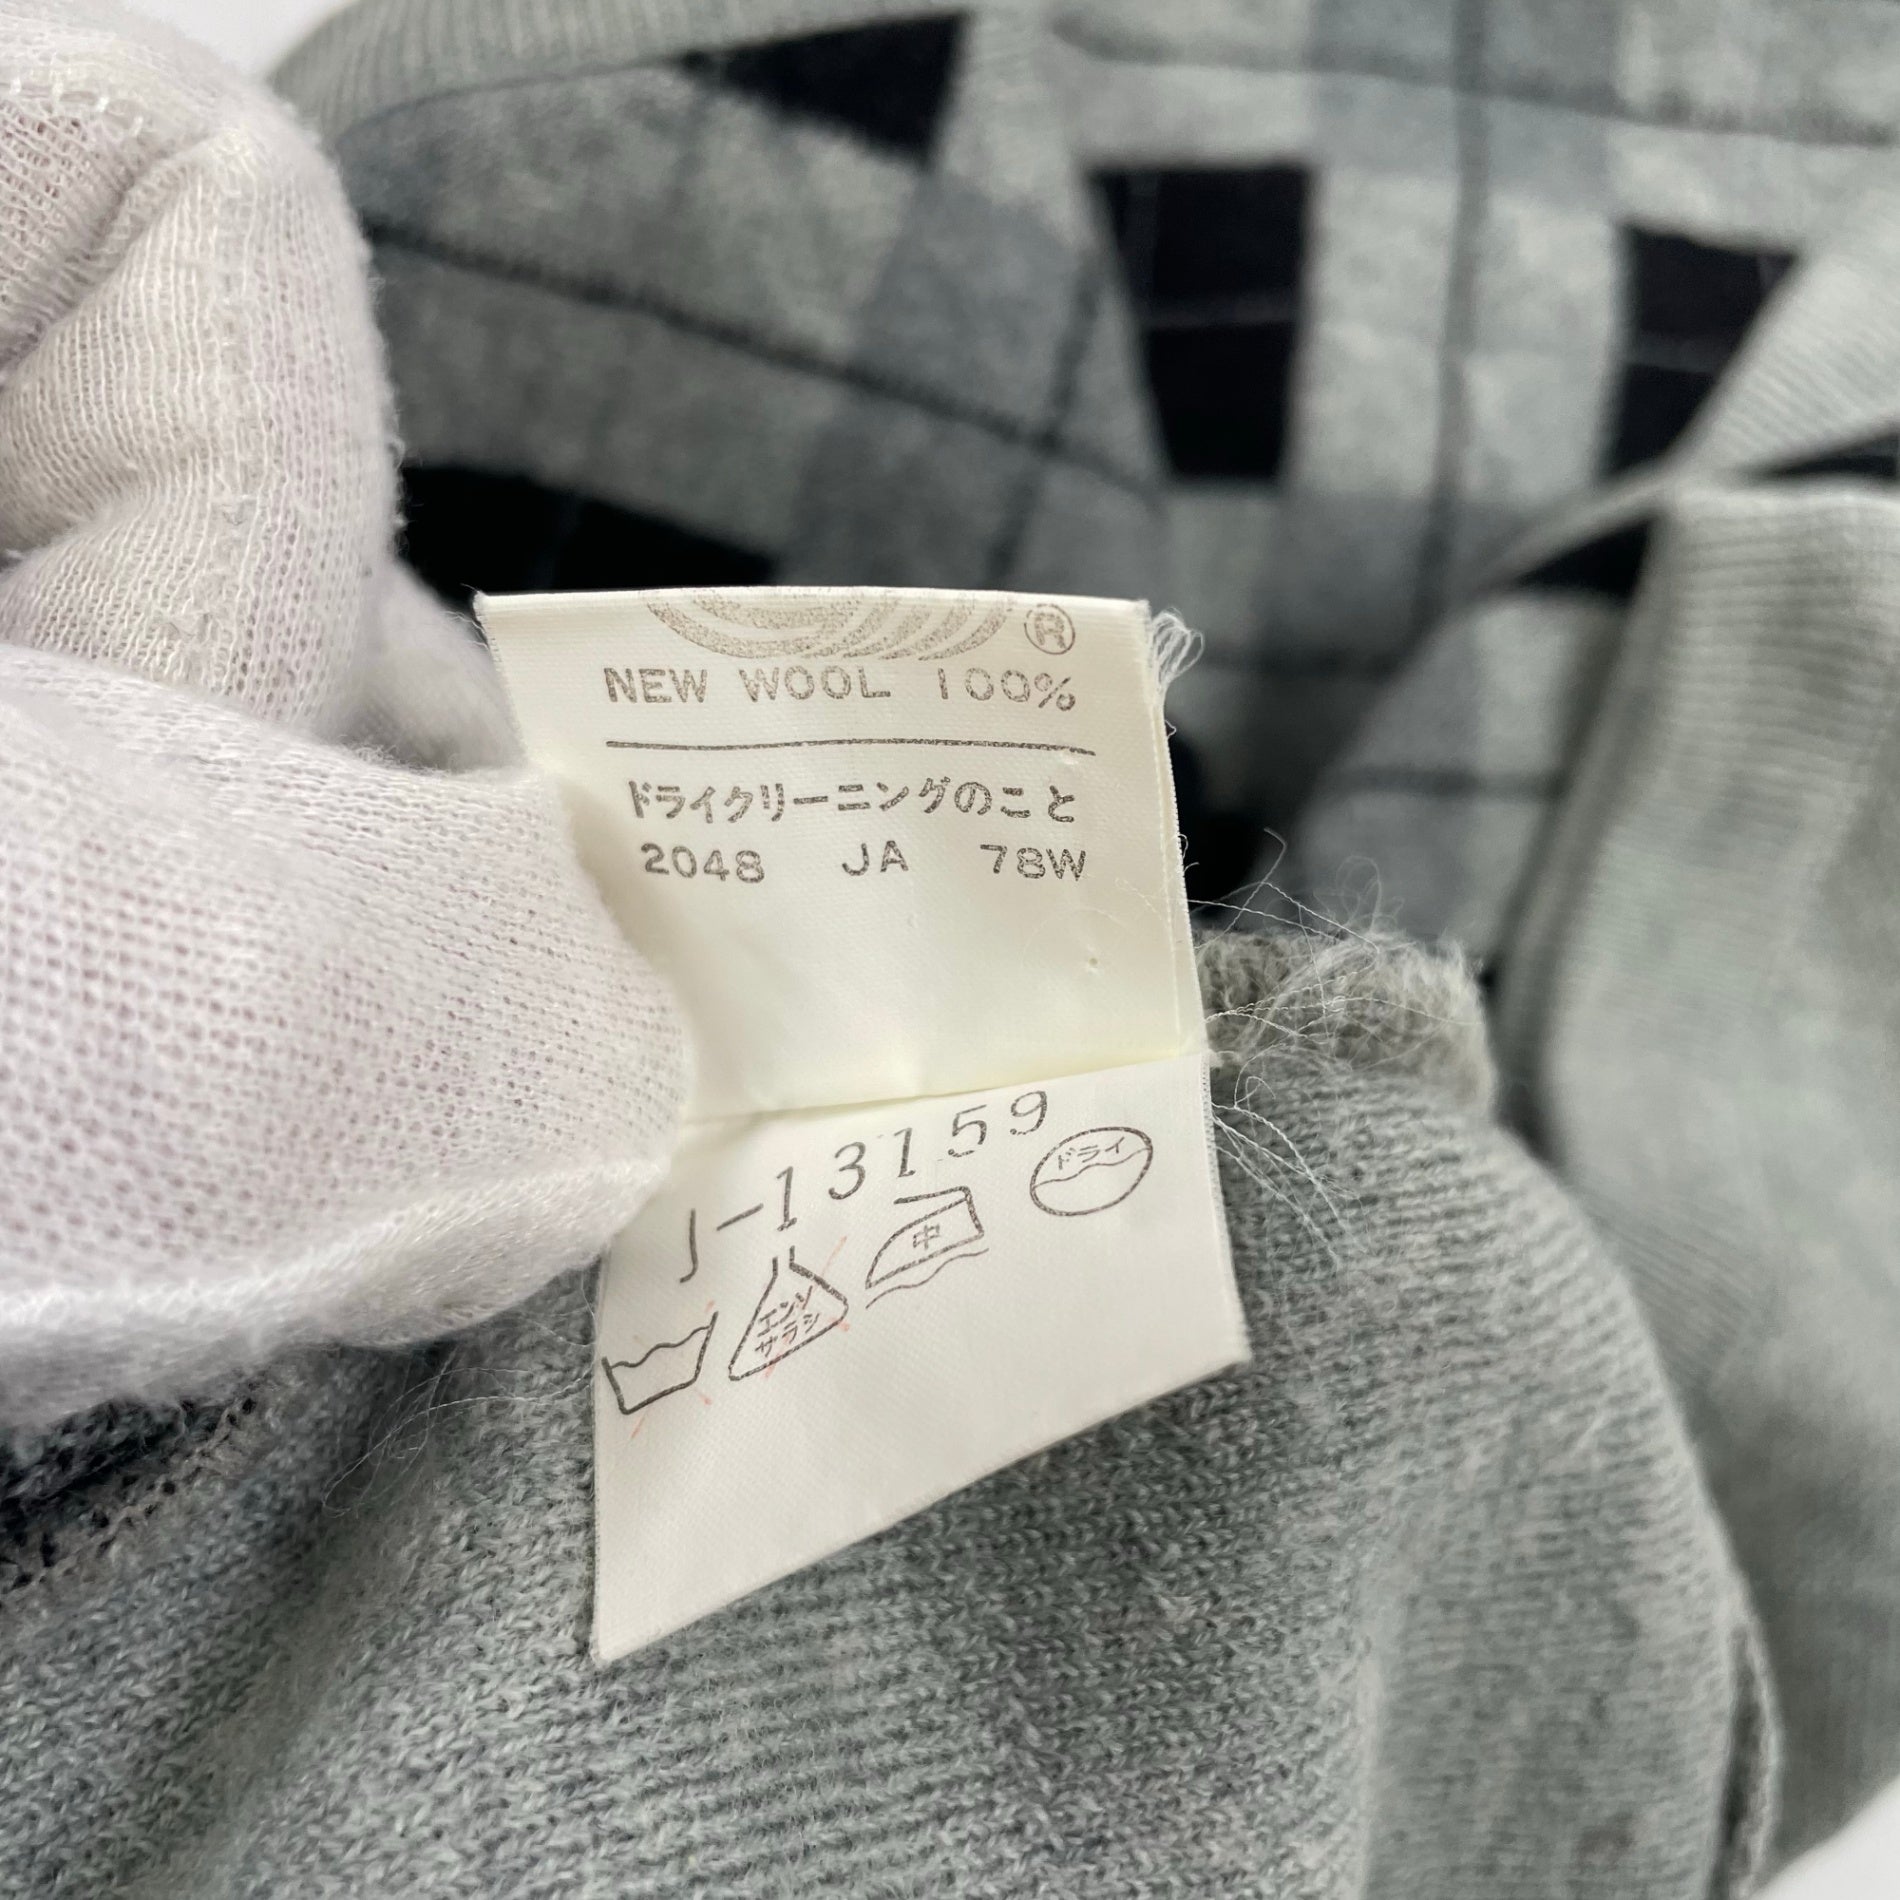 ®
NEW WOOL 100%
ドライクリーニングのこと
2048 JA 78W
J-13159
ドライ
中
エンソ
サラシ